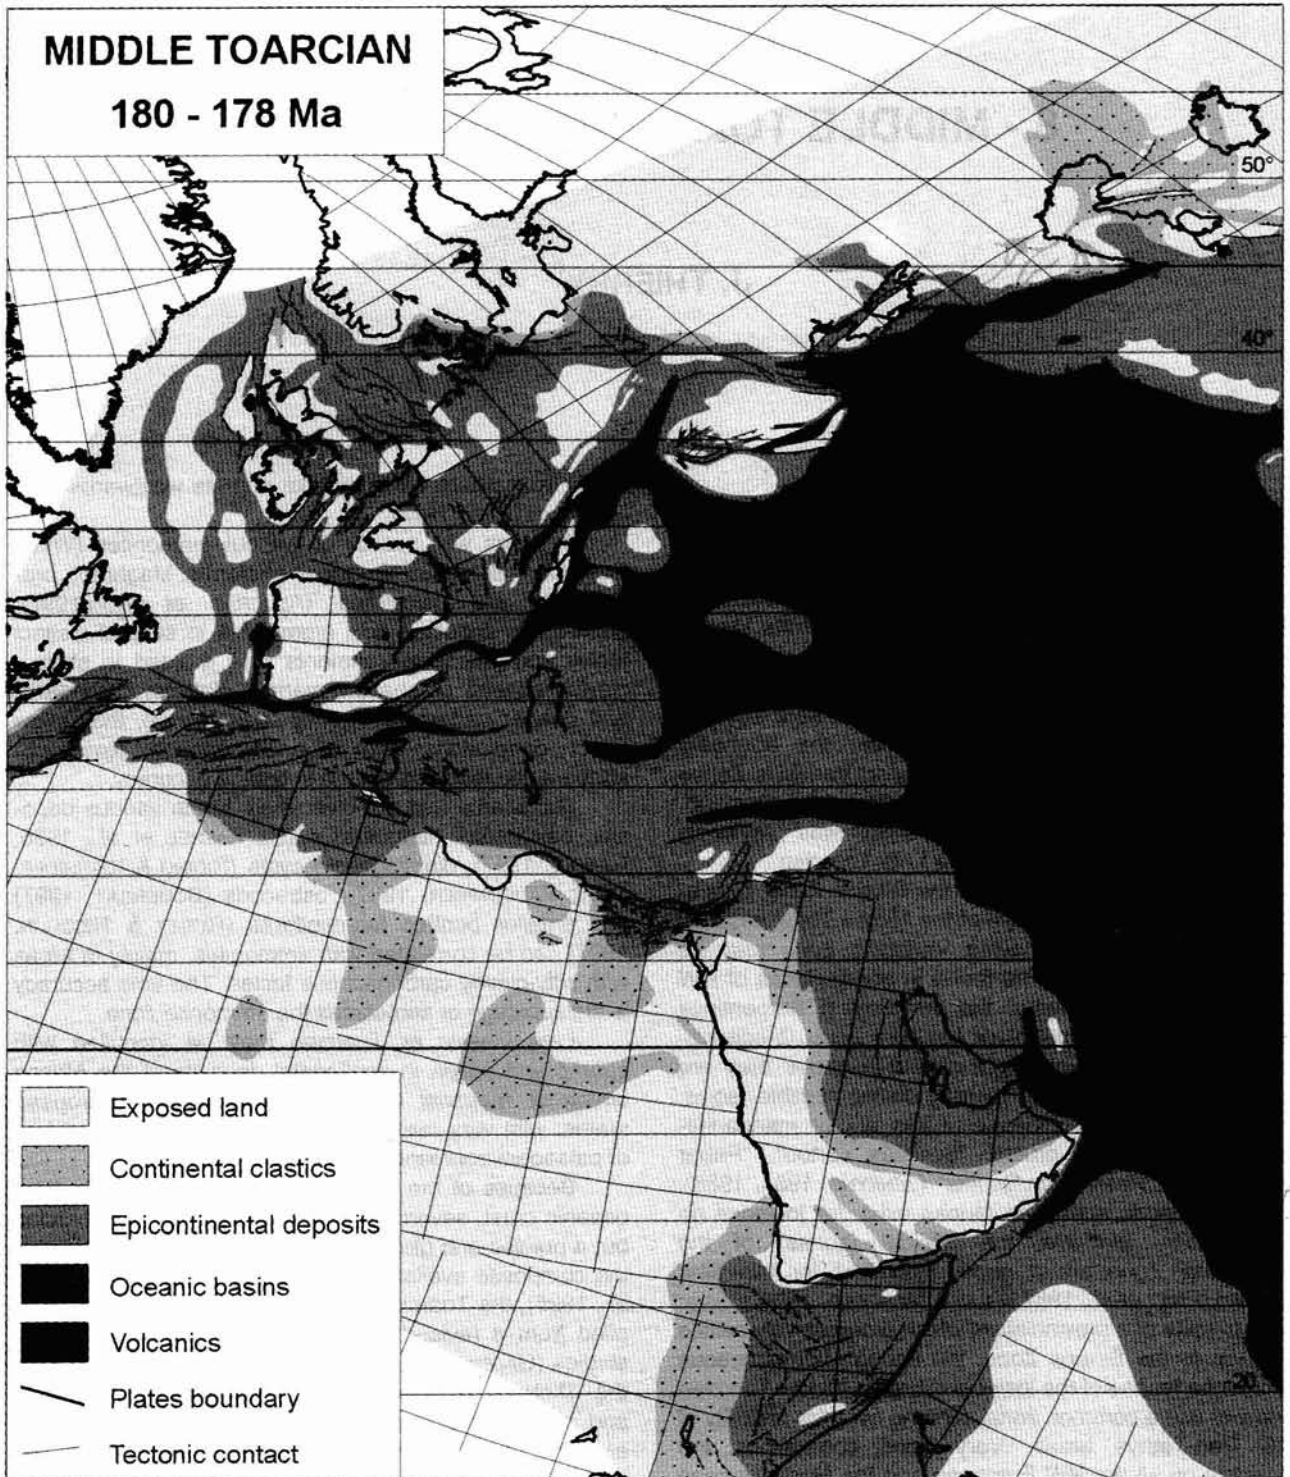 MIDDLE TOARCIAN
180 - 178 Ma
50°
40°
Exposed land
Continental clastics
Epicontinental deposits
Oceanic basins
Volcanics
Plates boundary
Tectonic contact
-20°